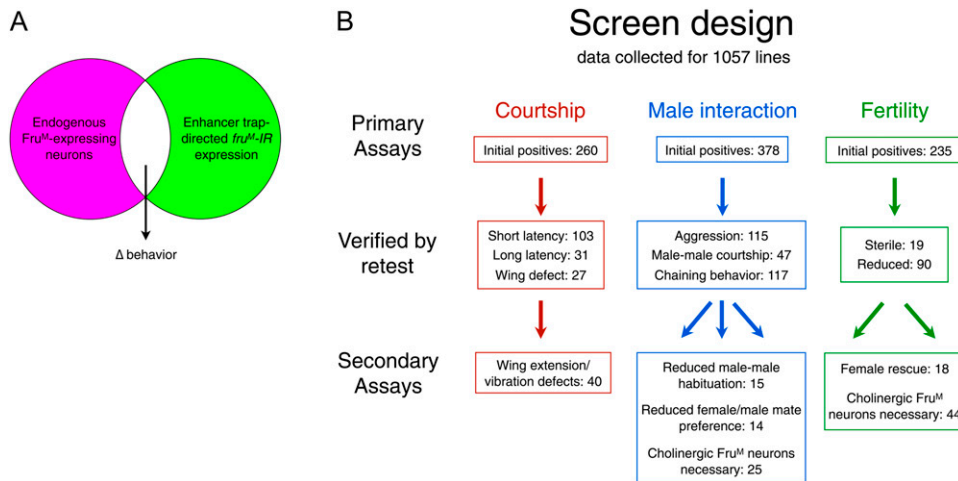 A
Endogenous
Fruᴹ-expressing
neurons
Enhancer trap-
directed fruᴹ-IR
expression
Δ behavior
B
Screen design
data collected for 1057 lines
Primary
Assays
Courtship
Male interaction
Fertility
Initial positives: 260
Initial positives: 378
Initial positives: 235
Verified by
retest
Short latency: 103
Long latency: 31
Wing defect: 27
Aggression: 115
Male-male courtship: 47
Chaining behavior: 117
Sterile: 19
Reduced: 90
Secondary
Assays
Wing extension/
vibration defects: 40
Reduced male-male
habituation: 15
Reduced female/male mate
preference: 14
Cholinergic Fruᴹ neurons
necessary: 25
Female rescue: 18
Cholinergic Fruᴹ
neurons necessary: 44